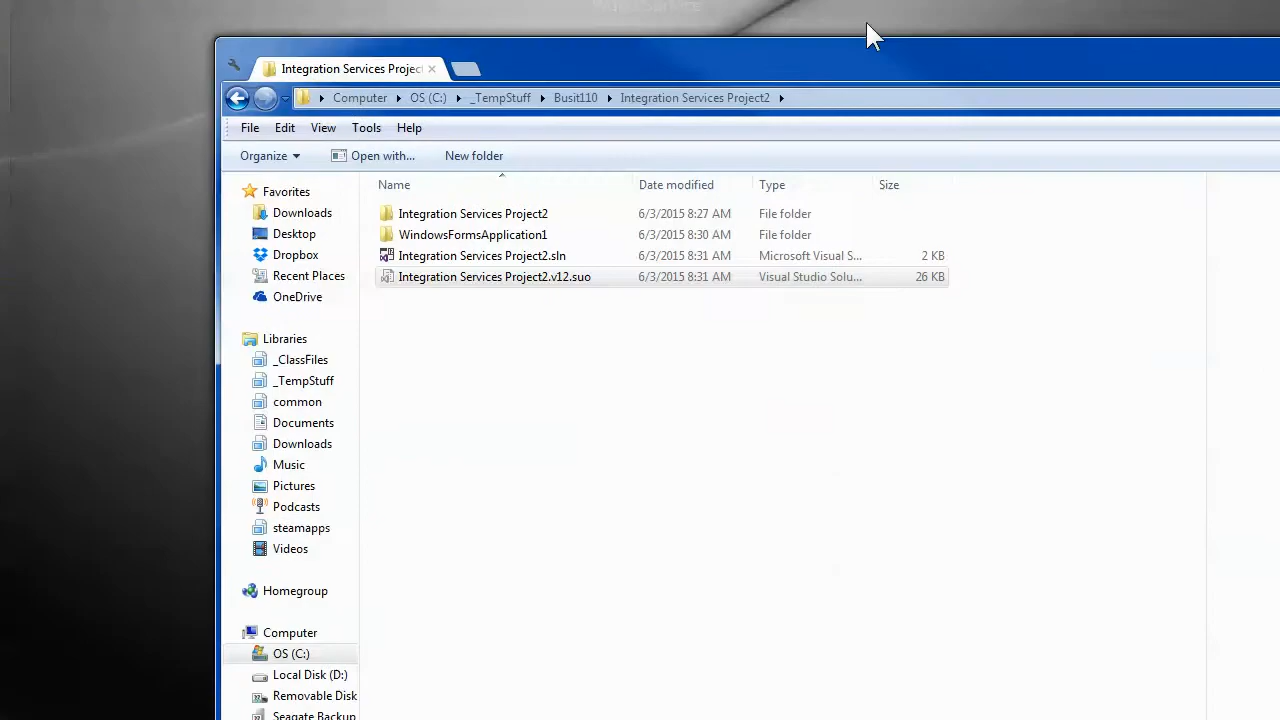 Integration Services Projec
Computer OS (C:) _TempStuff Busit110 Integration Services Project2
File Edit View Tools Help
Organize Open with... New folder
Name Date modified Type Size
Favorites
Downloads
Desktop
Dropbox
Recent Places
OneDrive
Libraries
_ClassFiles
_TempStuff
common
Documents
Downloads
Music
Pictures
Podcasts
steamapps
Videos
Homegroup
Computer
OS (C:)
Local Disk (D:)
Removable Disk
Seagate Backup
Integration Services Project2 6/3/2015 8:27 AM File folder
WindowsFormsApplication1 6/3/2015 8:30 AM File folder
Integration Services Project2.sln 6/3/2015 8:31 AM Microsoft Visual S... 2 KB
Integration Services Project2.v12.suo 6/3/2015 8:31 AM Visual Studio Solu... 26 KB